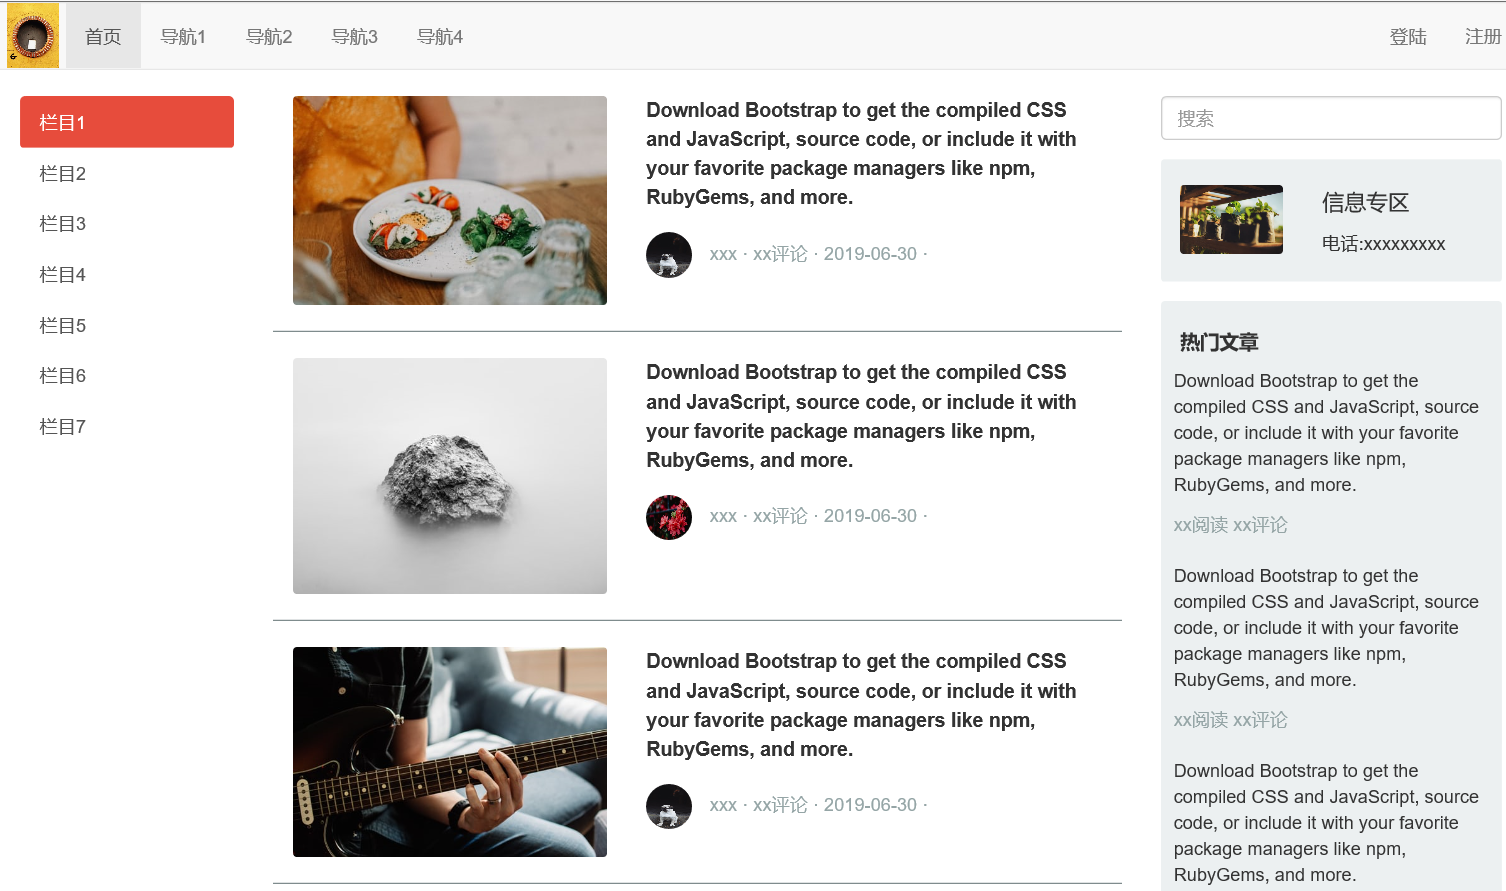 首页 导航1 导航2 导航3 导航4 登陆 注册
栏目1
栏目2
栏目3
栏目4
栏目5
栏目6
栏目7
Download Bootstrap to get the compiled CSS
and JavaScript, source code, or include it with
your favorite package managers like npm,
RubyGems, and more.
xxx · xx评论 · 2019-06-30 ·
Download Bootstrap to get the compiled CSS
and JavaScript, source code, or include it with
your favorite package managers like npm,
RubyGems, and more.
xxx · xx评论 · 2019-06-30 ·
Download Bootstrap to get the compiled CSS
and JavaScript, source code, or include it with
your favorite package managers like npm,
RubyGems, and more.
xxx · xx评论 · 2019-06-30 ·
搜索
信息专区
电话:xxxxxxxxx
热门文章
Download Bootstrap to get the
compiled CSS and JavaScript, source
code, or include it with your favorite
package managers like npm,
RubyGems, and more.
xx阅读 xx评论
Download Bootstrap to get the
compiled CSS and JavaScript, source
code, or include it with your favorite
package managers like npm,
RubyGems, and more.
xx阅读 xx评论
Download Bootstrap to get the
compiled CSS and JavaScript, source
code, or include it with your favorite
package managers like npm,
RubyGems, and more.